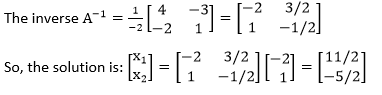 The inverse A⁻¹ = 1/-2 [4 -3; -2 1] = [-2 3/2; 1 -1/2]
So, the solution is: [x₁; x₂] = [-2 3/2; 1 -1/2] [-2; 1] = [11/2; -5/2]